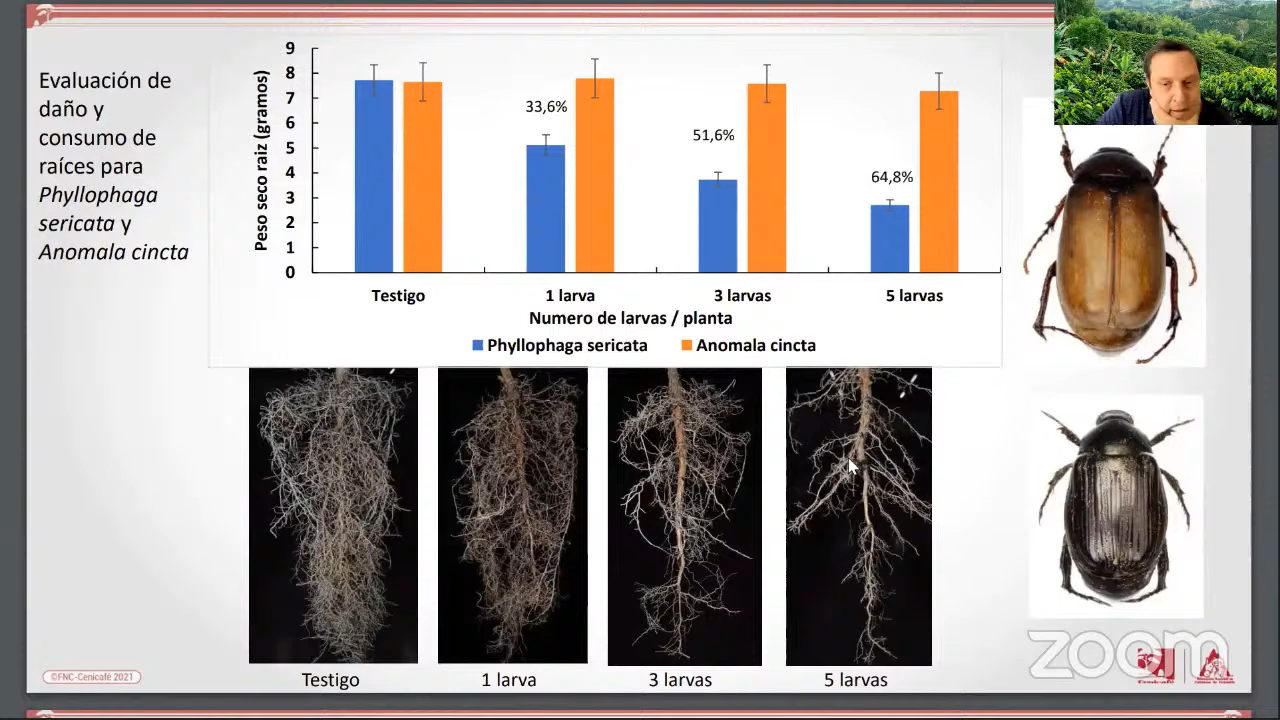 Evaluación de
daño y
consumo de
raíces para
Phyllophaga
sericata y
Anomala cincta
Peso seco raiz (gramos)
9
8
7
6
5
4
3
2
1
0
33,6%
51,6%
64,8%
Testigo
1 larva
3 larvas
5 larvas
Numero de larvas / planta
Phyllophaga sericata
Anomala cincta
Testigo
1 larva
3 larvas
5 larvas
©FNC-Cenicafé 2021
zoom
Cenicafé